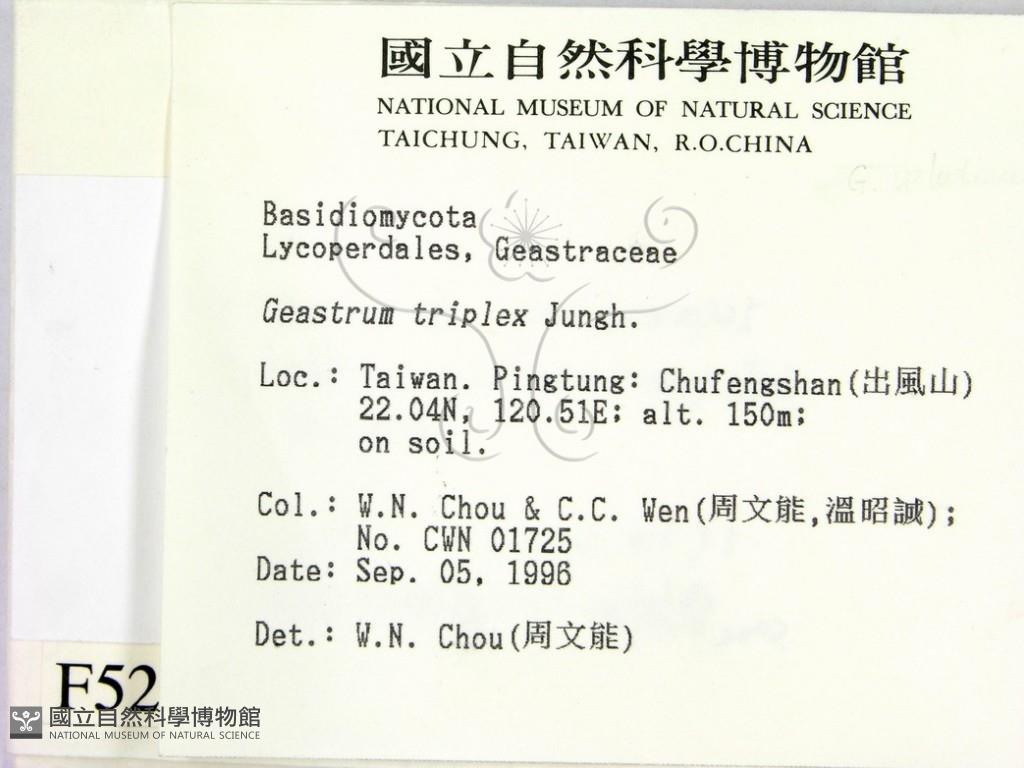 國立自然科學博物館
NATIONAL MUSEUM OF NATURAL SCIENCE
TAICHUNG, TAIWAN, R.O.CHINA
Basidiomycota
Lycoperdales, Geastraceae
Geastrum triplex Jungh.
Loc.: Taiwan. Pingtung: Chufengshan(出風山)
22.04N, 120.51E; alt. 150m;
on soil.
Col.: W.N. Chou & C.C. Wen(周文能,溫昭誠);
No. CWN 01725
Date: Sep. 05, 1996
Det.: W.N. Chou(周文能)
F52
國立自然科學博物館
NATIONAL MUSEUM OF NATURAL SCIENCE